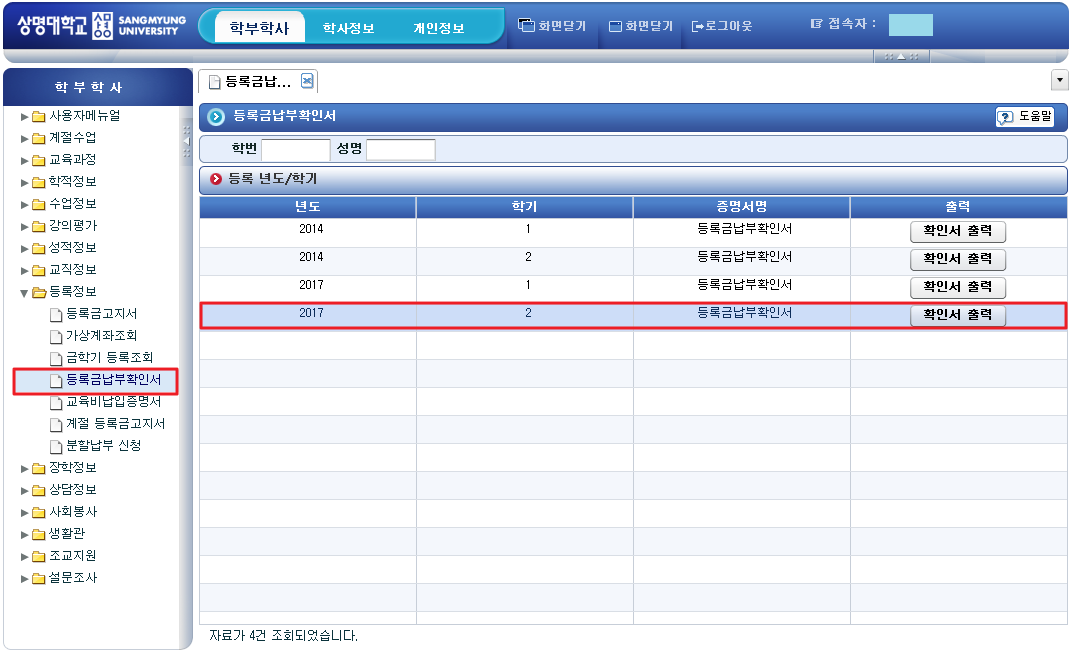 상명대학교 SANGMYUNG UNIVERSITY
학부학사 학사정보 개인정보 화면닫기 화면닫기 로그아웃 접속자 :
학 부 학 사
사용자메뉴얼
계절수업
교육과정
학적정보
수업정보
강의평가
성적정보
교직정보
등록정보
등록금고지서
가상계좌조회
금학기 등록조회
등록금납부확인서
교육비납입증명서
계절 등록금고지서
분할납부 신청
장학정보
상담정보
사회봉사
생활관
조교지원
설문조사
등록금납...
등록금납부확인서 도움말
학번 성명
등록 년도/학기
년도 학기 증명서명 출력
2014 1 등록금납부확인서 확인서 출력
2014 2 등록금납부확인서 확인서 출력
2017 1 등록금납부확인서 확인서 출력
2017 2 등록금납부확인서 확인서 출력
자료가 4건 조회되었습니다.